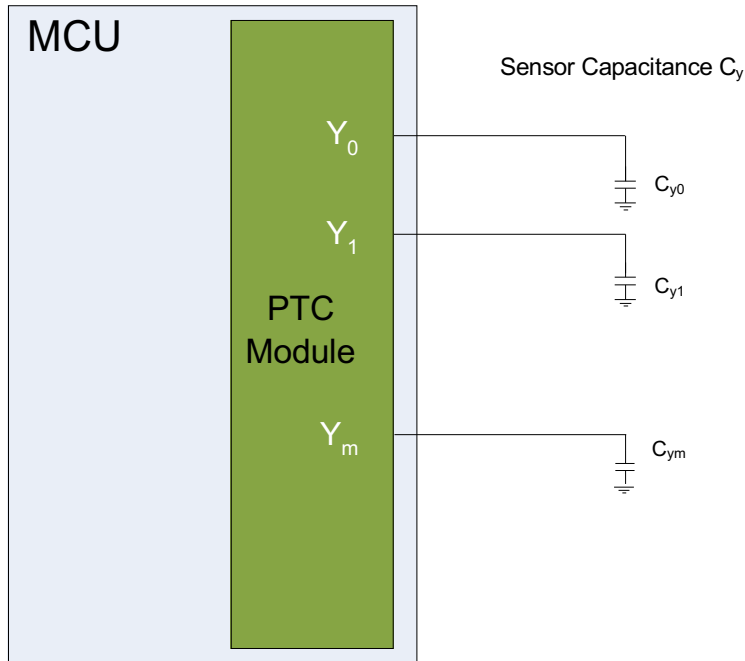 MCU
Sensor Capacitance Cy
Y0
Cy0
Y1
Cy1
PTC
Module
Ym
Cym